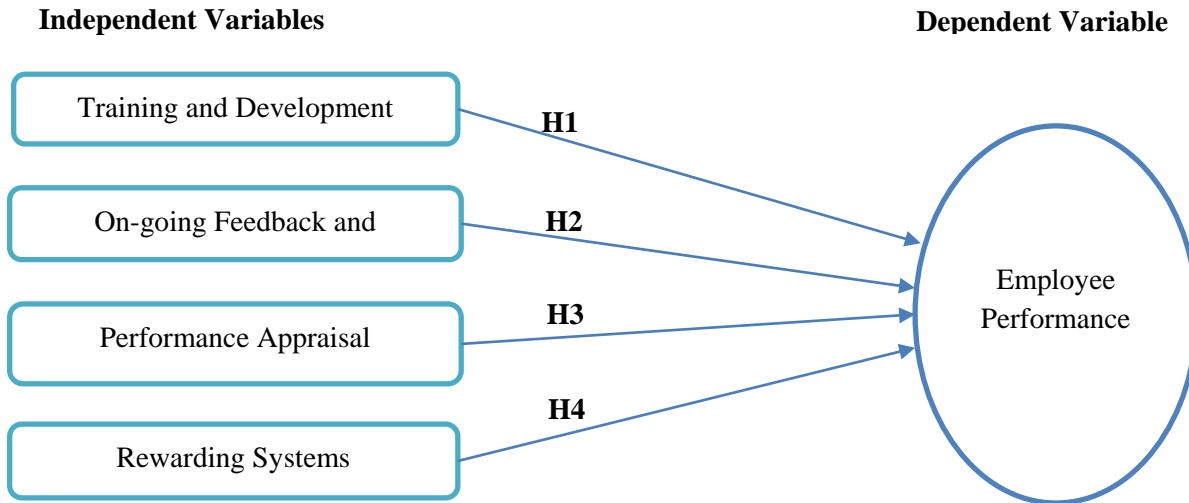 Independent Variables
Dependent Variable
Training and Development
H1
On-going Feedback and
H2
Performance Appraisal
H3
Rewarding Systems
H4
Employee
Performance